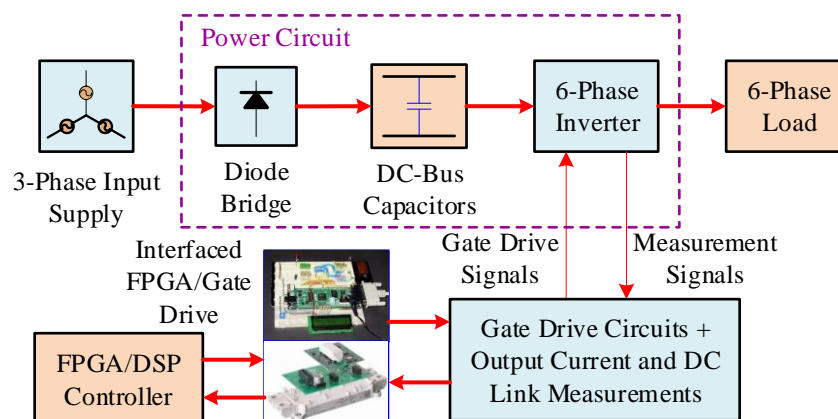 Power Circuit
6-Phase
Inverter
6-Phase
Load
3-Phase Input
Supply
Diode
Bridge
DC-Bus
Capacitors
Gate Drive
Signals
Measurement
Signals
Interfaced
FPGA/Gate
Drive
FPGA/DSP
Controller
Gate Drive Circuits +
Output Current and DC
Link Measurements